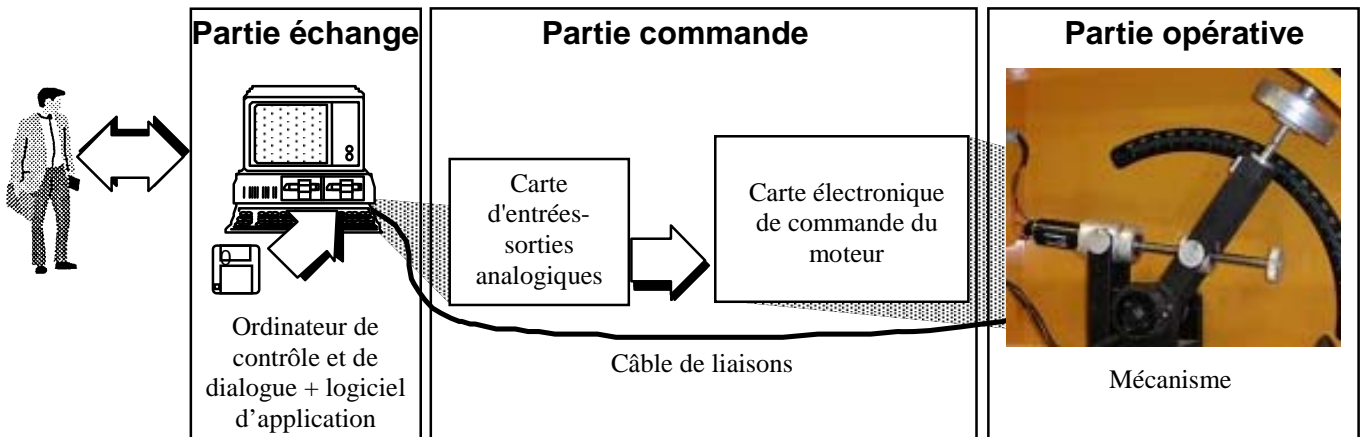 Partie échange
Partie commande
Partie opérative
Carte
d'entrées-
sorties
analogiques
Carte électronique
de commande du
moteur
Ordinateur de
contrôle et de
dialogue + logiciel
d’application
Câble de liaisons
Mécanisme